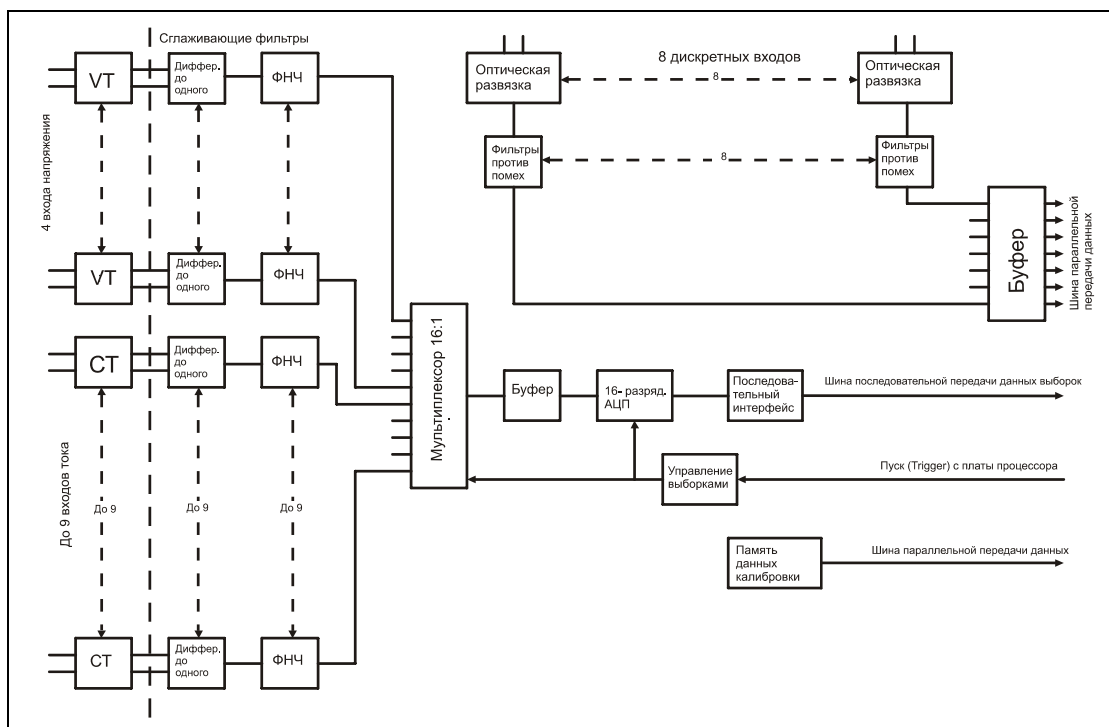 Сглаживающие фильтры
VT
Диффер.
до
одного
ФНЧ
4 входа напряжения
VT
Диффер.
до
одного
ФНЧ
CT
Диффер.
до
одного
ФНЧ
До 9 входов тока
До 9
До 9
До 9
CT
Диффер.
до
одного
ФНЧ
Мультиплексор 16:1
Оптическая
развязка
8 дискретных входов
8
Оптическая
развязка
Фильтры
против
помех
8
Фильтры
против
помех
Буфер
Шина параллельной
передачи данных
Буфер
16- разряд.
АЦП
Последова-
тельный
интерфейс
Шина последовательной передачи данных выборок
Управление
выборками
Пуск (Trigger) с платы процессора
Память
данных
калибровки
Шина параллельной передачи данных